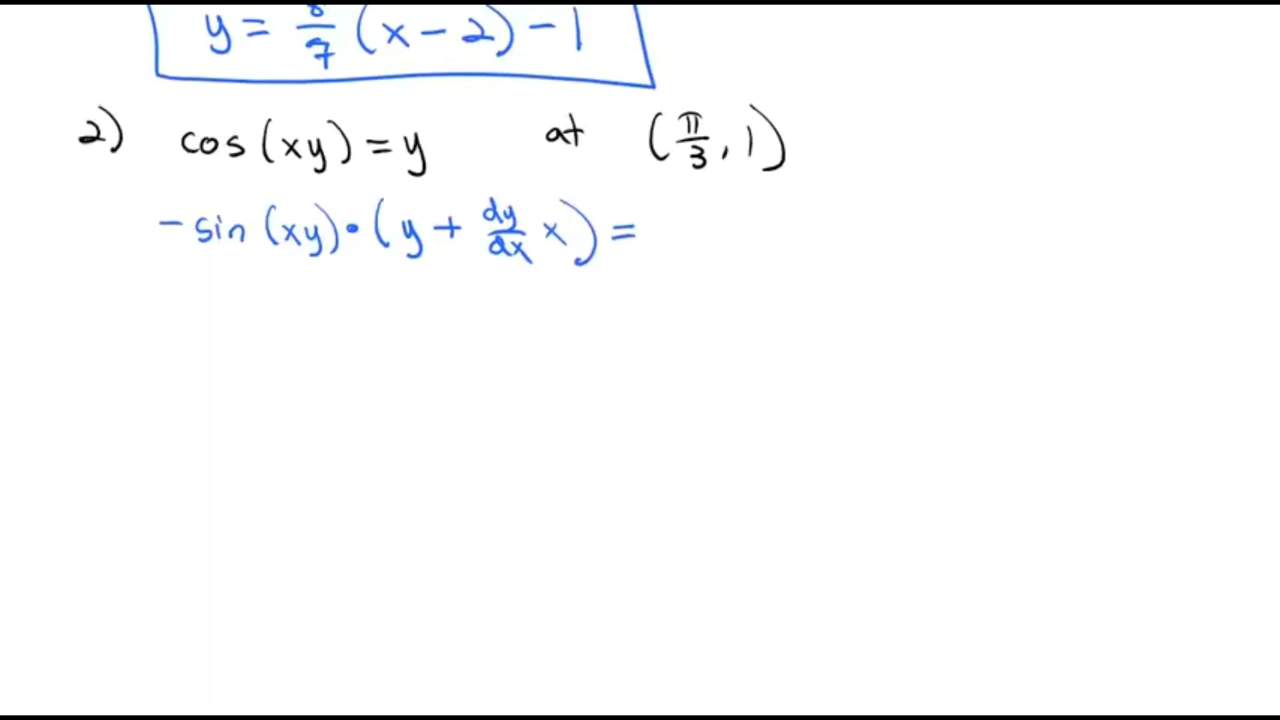 y = 8/7 (x - 2) - 1
2) cos (xy) = y at (π/3, 1)
- sin (xy) • (y + dy/dx x) =